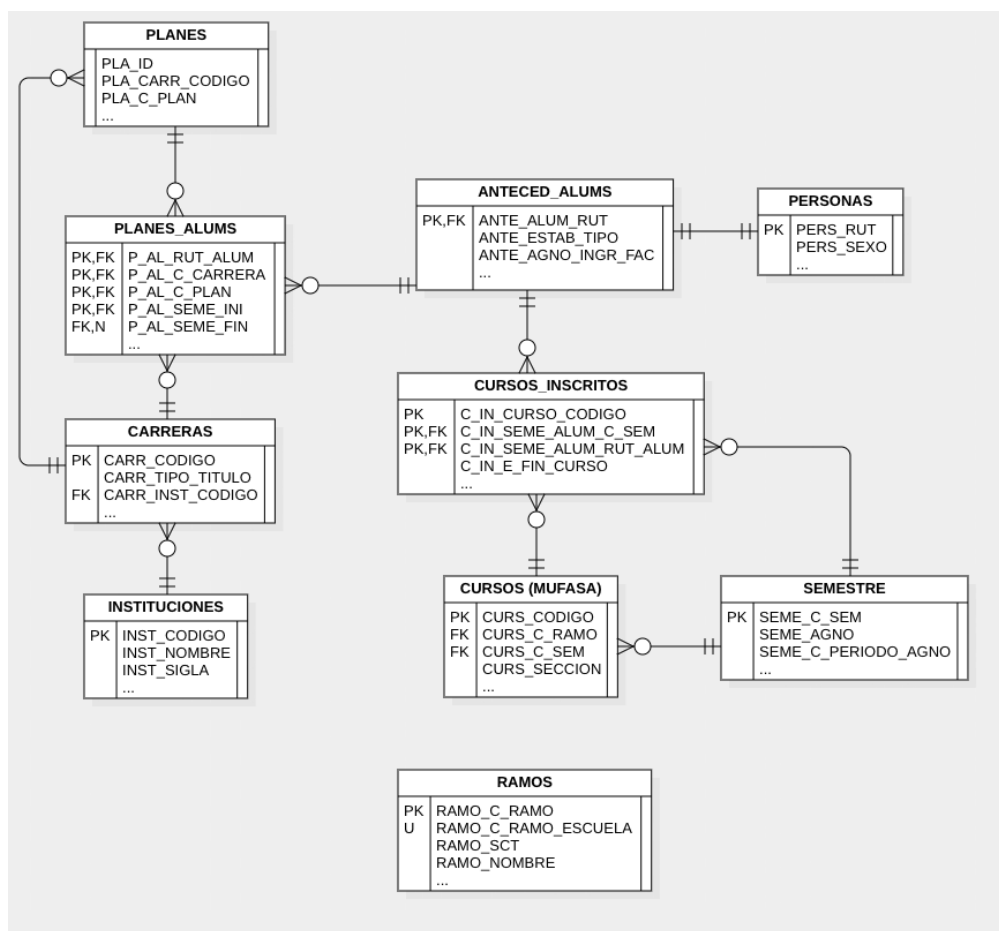 PLANES
PLA_ID
PLA_CARR_CODIGO
PLA_C_PLAN
...
ANTECED_ALUMS
PK,FK ANTE_ALUM_RUT
ANTE_ESTAB_TIPO
ANTE_AGNO_INGR_FAC
...
PERSONAS
PK PERS_RUT
PERS_SEXO
...
PLANES_ALUMS
PK,FK P_AL_RUT_ALUM
PK,FK P_AL_C_CARRERA
PK,FK P_AL_C_PLAN
PK,FK P_AL_SEME_INI
FK,N P_AL_SEME_FIN
...
CURSOS_INSCRITOS
PK C_IN_CURSO_CODIGO
PK,FK C_IN_SEME_ALUM_C_SEM
PK,FK C_IN_SEME_ALUM_RUT_ALUM
C_IN_E_FIN_CURSO
...
CARRERAS
PK CARR_CODIGO
CARR_TIPO_TITULO
FK CARR_INST_CODIGO
...
INSTITUCIONES
PK INST_CODIGO
INST_NOMBRE
INST_SIGLA
...
CURSOS (MUFASA)
PK CURS_CODIGO
FK CURS_C_RAMO
FK CURS_C_SEM
CURS_SECCION
...
SEMESTRE
PK SEME_C_SEM
SEME_AGNO
SEME_C_PERIODO_AGNO
...
RAMOS
PK RAMO_C_RAMO
U RAMO_C_RAMO_ESCUELA
RAMO_SCT
RAMO_NOMBRE
...